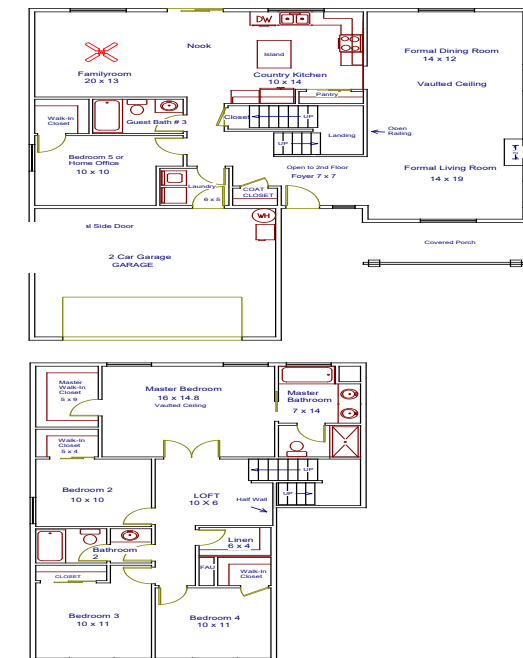 DW
Nook
Island
Familyroom
20 x 13
Country Kitchen
10 x 14
Formal Dining Room
14 x 12
Vaulted Ceiling
Pantry
Walk-In
Closet
Guest Bath # 3
Closet
UP
Landing
UP
Open
Railing
Bedroom 5 or
Home Office
10 x 10
Open to 2nd Floor
Foyer 7 x 7
Formal Living Room
14 x 19
Laundry
6 x 5
COAT
CLOSET
WH
sl Side Door
Covered Porch
2 Car Garage
GARAGE
Master
Walk-In
Closet
5 x 9
Master Bedroom
16 x 14.8
Vaulted Ceiling
Master
Bathroom
7 x 14
Walk-In
Closet
5 x 4
UP
Bedroom 2
10 x 10
LOFT
10 X 6
UP
Half Wall
Bathroom
2
Linen
6 x 4
CLOSET
FAU
Walk-In
Closet
Bedroom 3
10 x 11
Bedroom 4
10 x 11